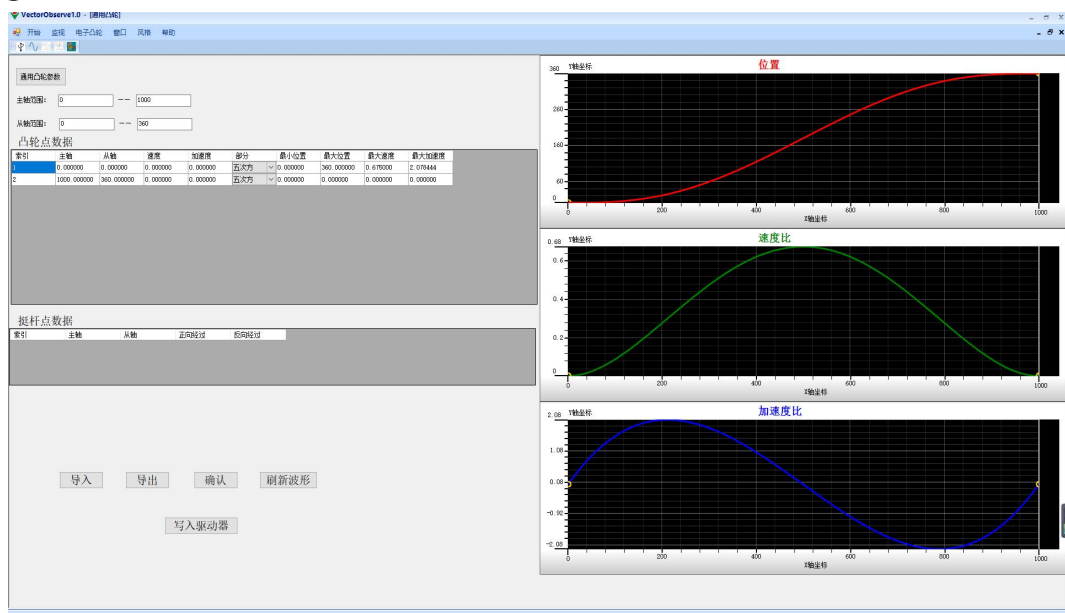 VectorObserve1.0 - [通用凸轮]
开始 监视 电子凸轮 窗口 风格 帮助
通用凸轮参数
主轴范围: 0 -- 1000
从轴范围: 0 -- 360
凸轮点数据
索引 主轴 从轴 速度 加速度 部分 最小位置 最大位置 最大速度 最大加速度
1 0.000000 0.000000 0.000000 0.000000 五次方 0.000000 360.000000 0.675000 2.078444
2 1000.000000 360.000000 0.000000 0.000000 五次方 0.000000 0.000000 0.000000 0.000000
挺杆点数据
索引 主轴 从轴 正向经过 反向经过
导入 导出 确认 刷新波形
写入驱动器
360 Y轴坐标 位置
260
160
60
0
0 200 400 600 800 1000
X轴坐标
0.68 Y轴坐标 速度比
0.6
0.4
0.2
0
0 200 400 600 800 1000
X轴坐标
2.08 Y轴坐标 加速度比
1.08
0.08
-0.92
-2.08
0 200 400 600 800 1000
X轴坐标